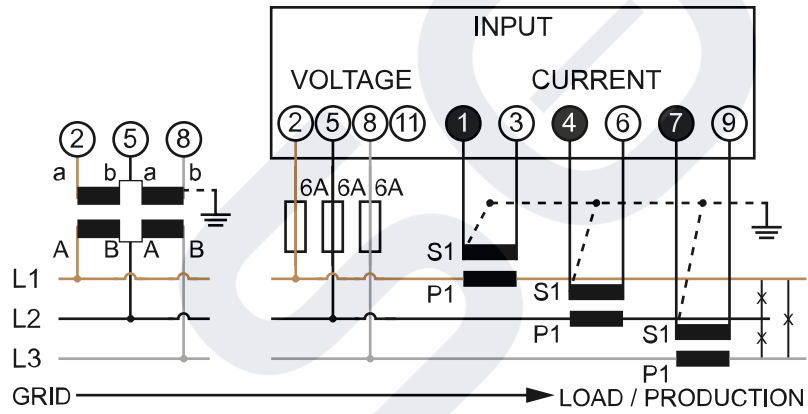 INPUT
VOLTAGE CURRENT
2 5 8 11 1 3 4 6 7 9
2 5 8
a b a b
6A 6A 6A
A B A B
S1
L1
P1 S1
L2
P1 S1
L3
P1
GRID LOAD / PRODUCTION